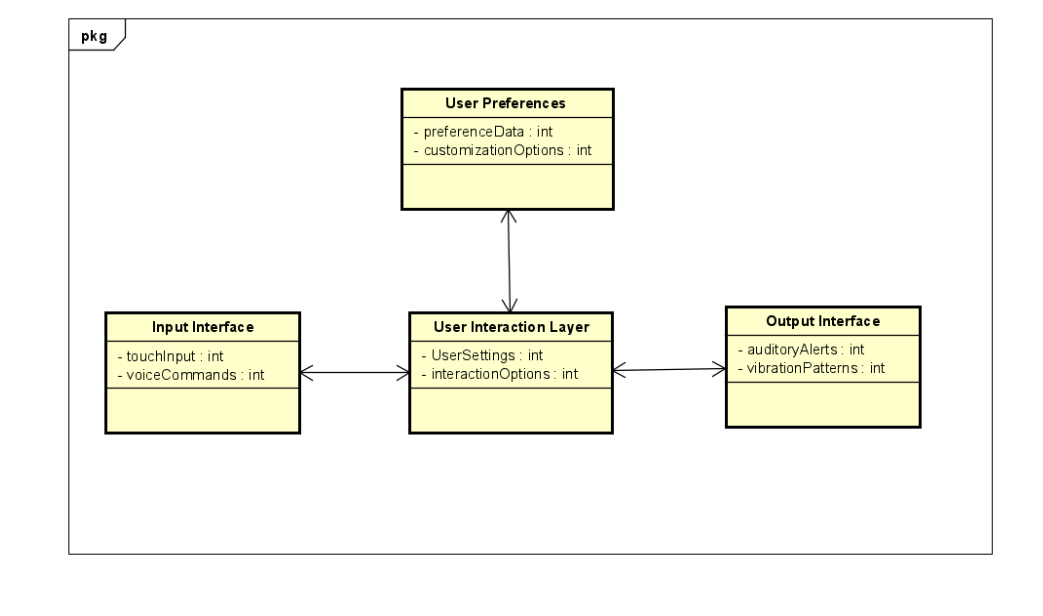 pkg
User Preferences
- preferenceData : int
- customizationOptions : int
Input Interface
- touchInput : int
- voiceCommands : int
User Interaction Layer
- UserSettings : int
- interactionOptions : int
Output Interface
- auditoryAlerts : int
- vibrationPatterns : int